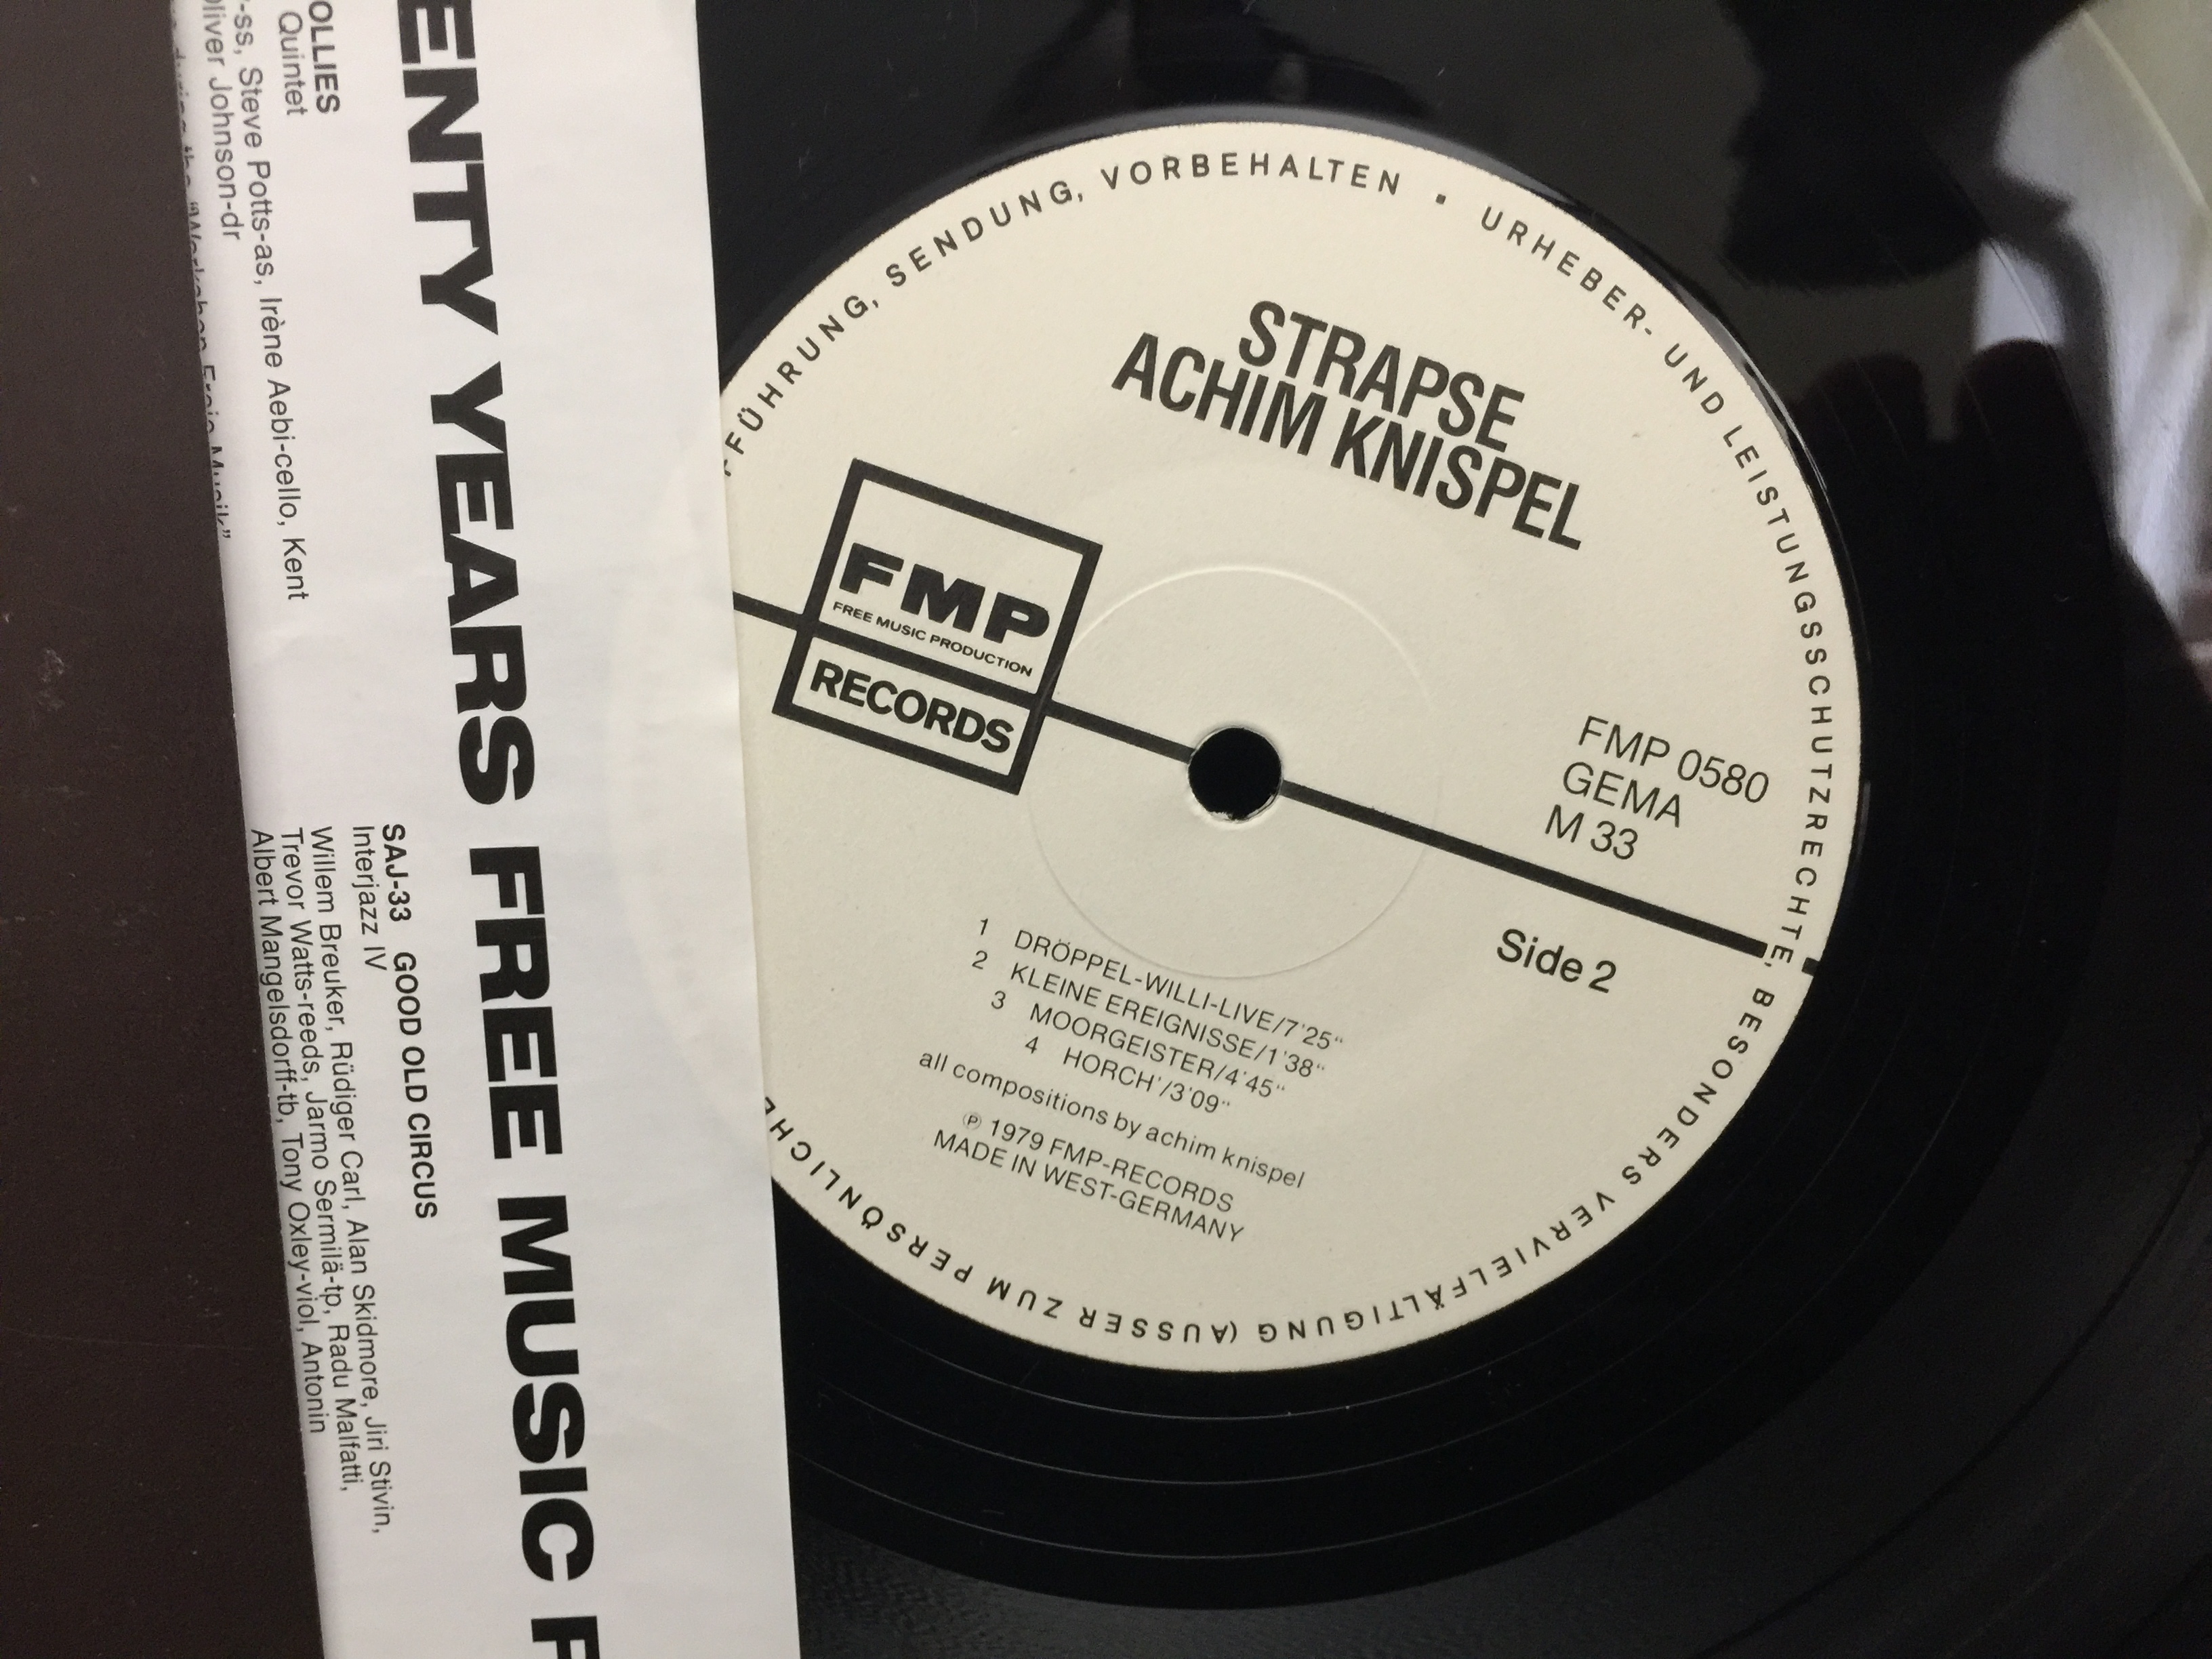 OLLIES
Quintet
-ss, Steve Potts-as, Irène Aebi-cello, Kent
Oliver Johnson-dr
"Workshop Freie Musik"
ENTY YEARS FREE MUSIC P
SAJ-33 GOOD OLD CIRCUS
Interjazz IV
Willem Breuker, Rüdiger Carl, Alan Skidmore, Jiri Stivin,
Trevor Watts-reeds, Jarmo Sermilä-tp, Radu Malfatti,
Albert Mangelsdorff-tb, Tony Oxley-viol, Antonin
FÜHRUNG, SENDUNG, VORBEHALTEN • URHEBER- UND LEISTUNGSSCHUTZRECHTE, BESONDERS VERVIELFÄLTIGUNG (AUSSER ZUM PERSÖNLICHE
STRAPSE
ACHIM KNISPEL
FMP
FREE MUSIC PRODUCTION
RECORDS
FMP 0580
GEMA
M 33
Side 2
1 DRÖPPEL-WILLI-LIVE/7'25"
2 KLEINE EREIGNISSE/1'38"
3 MOORGEISTER/4'45"
4 HORCH'/3'09"
all compositions by achim knispel
Ⓟ 1979 FMP-RECORDS
MADE IN WEST-GERMANY